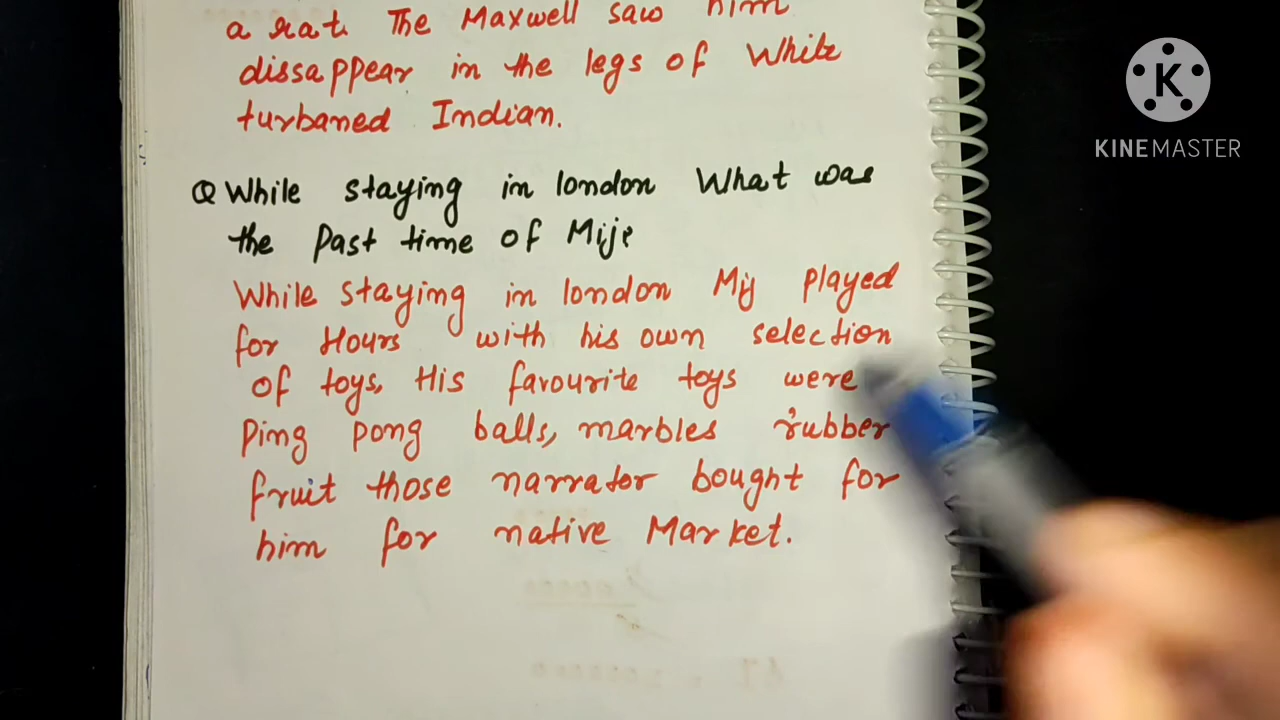 a rat. The Maxwell saw him
dissappear in the legs of White
turbaned Indian.
Q While staying in london What was
the Past time of Mije
While staying in london Mij Played
for Hours with his own selection
of toys, His favourite toys were
Ping pong balls, marbles rubber
fruit those narrator bought for
him for native Market.
K
KINEMASTER